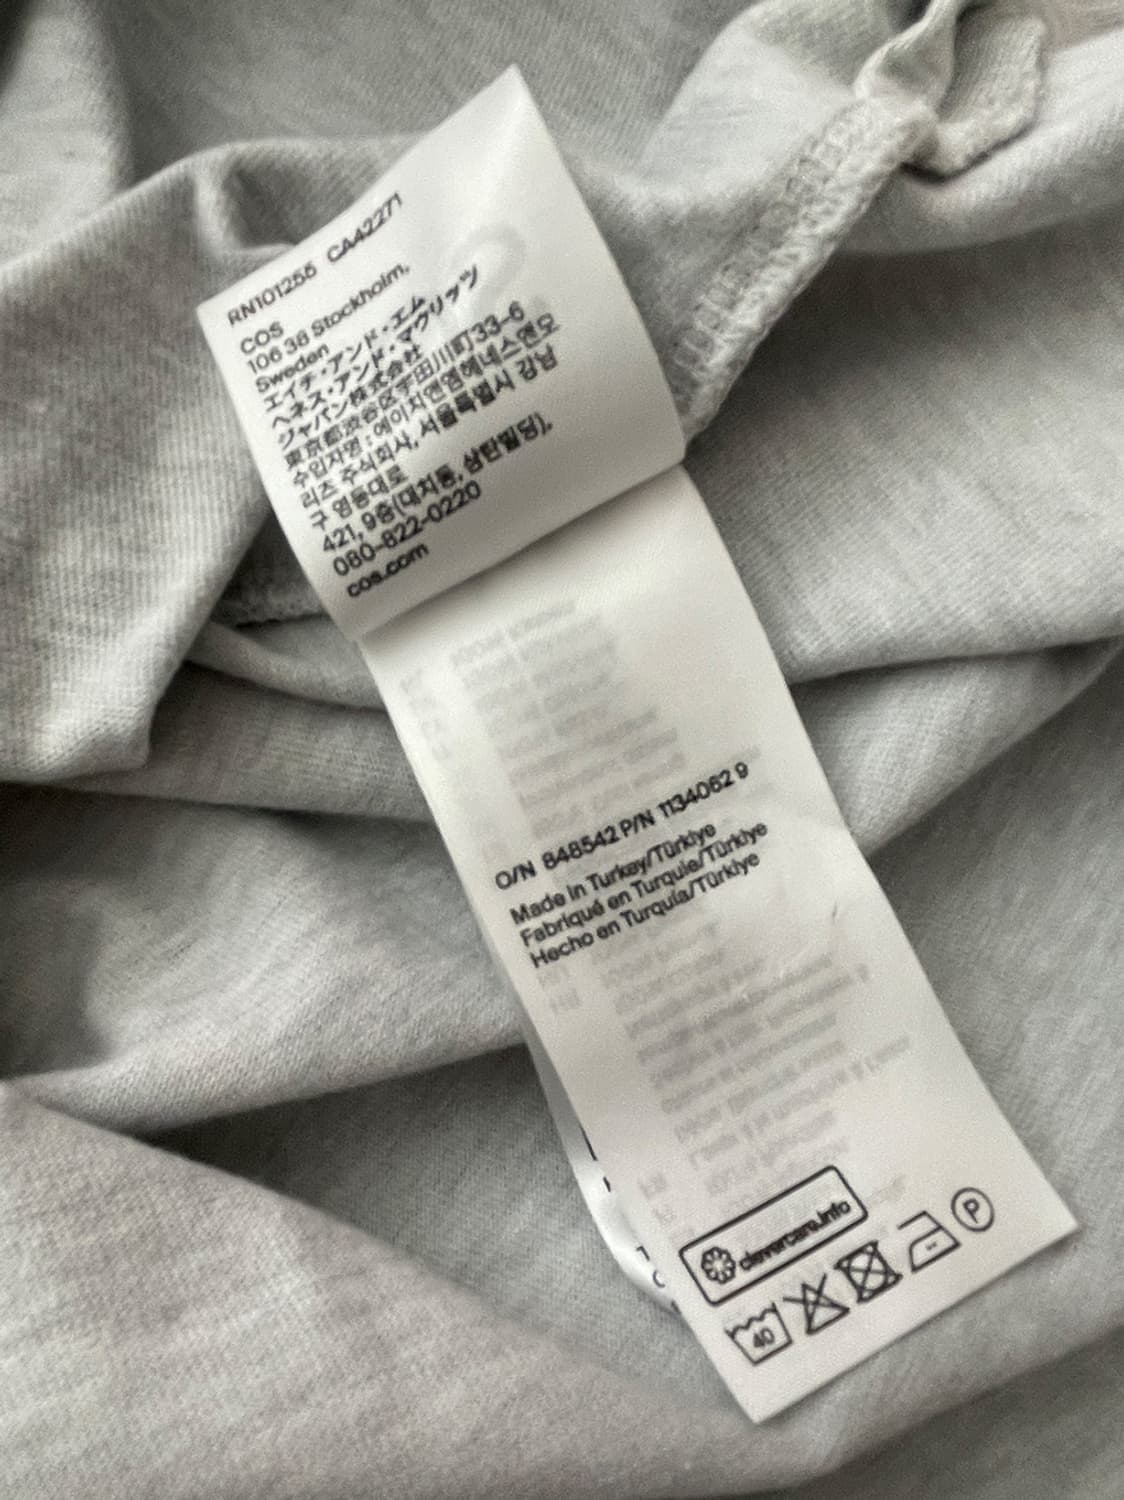 RN101255 CA42271
COS
106 38 Stockholm,
Sweden
エイチ・アンド・エム
ヘネス・アンド・マウリッツ
ジャパン株式会社
東京都渋谷区宇田川町33-6
수입자명 : 에이치앤엠헤네스앤모
리츠 주식회사, 서울특별시 강남
구 영동대로
421, 9층(대치동, 삼탄빌딩),
080-822-0220
cos.com
O/N 848542 P/N 1134062 9
Made in Turkey/Türkiye
Fabriqué en Turquie/Türkiye
Hecho en Turquía/Türkiye
clevercare.info
40
P